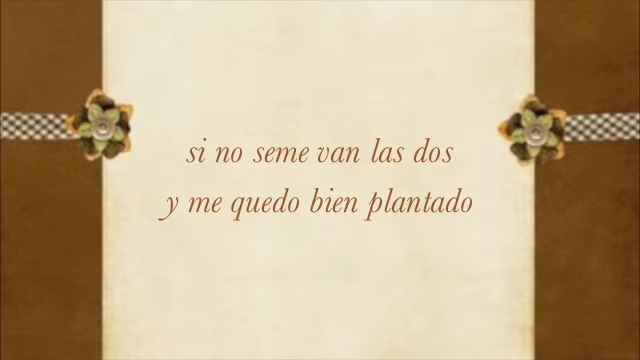 si no seme van las dos
y me quedo bien plantado